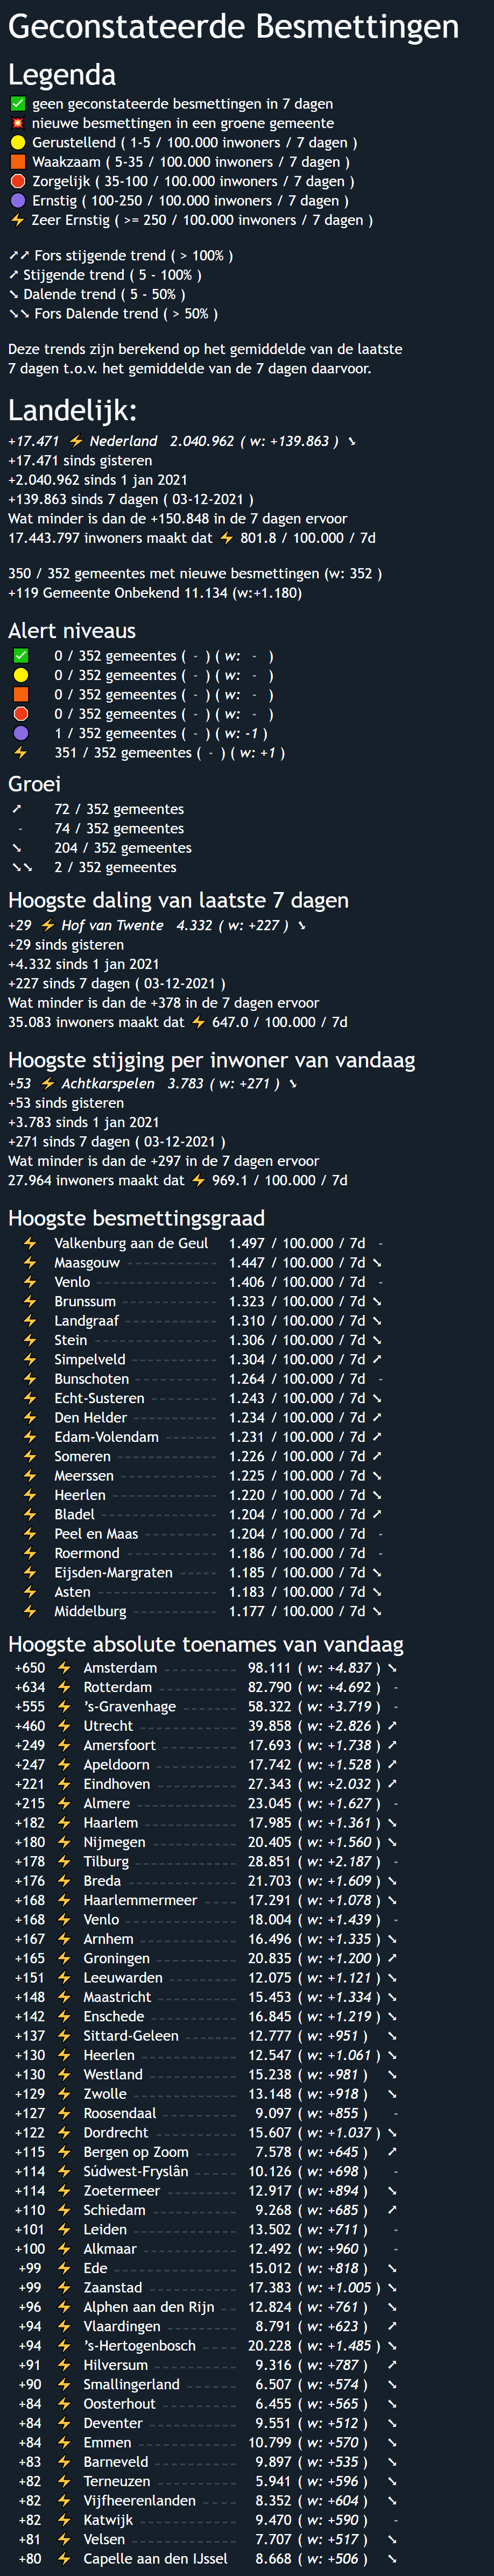 Geconstateerde Besmettingen
Legenda
✅ geen geconstateerde besmettingen in 7 dagen
💥 nieuwe besmettingen in een groene gemeente
🟡 Gerustellend ( 1-5 / 100.000 inwoners / 7 dagen )
🟧 Waakzaam ( 5-35 / 100.000 inwoners / 7 dagen )
🛑 Zorgelijk ( 35-100 / 100.000 inwoners / 7 dagen )
🟣 Ernstig ( 100-250 / 100.000 inwoners / 7 dagen )
⚡ Zeer Ernstig ( >= 250 / 100.000 inwoners / 7 dagen )
➚➚ Fors stijgende trend ( > 100% )
➚ Stijgende trend ( 5 - 100% )
➘ Dalende trend ( 5 - 50% )
➘➘ Fors Dalende trend ( > 50% )
Deze trends zijn berekend op het gemiddelde van de laatste
7 dagen t.o.v. het gemiddelde van de 7 dagen daarvoor.
Landelijk:
+17.471 ⚡ Nederland 2.040.962 ( w: +139.863 ) ➘
+17.471 sinds gisteren
+2.040.962 sinds 1 jan 2021
+139.863 sinds 7 dagen ( 03-12-2021 )
Wat minder is dan de +150.848 in de 7 dagen ervoor
17.443.797 inwoners maakt dat ⚡ 801.8 / 100.000 / 7d
350 / 352 gemeentes met nieuwe besmettingen (w: 352 )
+119 Gemeente Onbekend 11.134 (w:+1.180)
Alert niveaus
✅ 0 / 352 gemeentes ( - ) ( w: - )
🟡 0 / 352 gemeentes ( - ) ( w: - )
🟧 0 / 352 gemeentes ( - ) ( w: - )
🛑 0 / 352 gemeentes ( - ) ( w: - )
🟣 1 / 352 gemeentes ( - ) ( w: -1 )
⚡ 351 / 352 gemeentes ( - ) ( w: +1 )
Groei
➚ 72 / 352 gemeentes
- 74 / 352 gemeentes
➘ 204 / 352 gemeentes
➘➘ 2 / 352 gemeentes
Hoogste daling van laatste 7 dagen
+29 ⚡ Hof van Twente 4.332 ( w: +227 ) ➘
+29 sinds gisteren
+4.332 sinds 1 jan 2021
+227 sinds 7 dagen ( 03-12-2021 )
Wat minder is dan de +378 in de 7 dagen ervoor
35.083 inwoners maakt dat ⚡ 647.0 / 100.000 / 7d
Hoogste stijging per inwoner van vandaag
+53 ⚡ Achtkarspelen 3.783 ( w: +271 ) ➘
+53 sinds gisteren
+3.783 sinds 1 jan 2021
+271 sinds 7 dagen ( 03-12-2021 )
Wat minder is dan de +297 in de 7 dagen ervoor
27.964 inwoners maakt dat ⚡ 969.1 / 100.000 / 7d
Hoogste besmettingsgraad
⚡ Valkenburg aan de Geul 1.497 / 100.000 / 7d -
⚡ Maasgouw 1.447 / 100.000 / 7d ➘
⚡ Venlo 1.406 / 100.000 / 7d -
⚡ Brunssum 1.323 / 100.000 / 7d ➘
⚡ Landgraaf 1.310 / 100.000 / 7d ➘
⚡ Stein 1.306 / 100.000 / 7d ➘
⚡ Simpelveld 1.304 / 100.000 / 7d ➚
⚡ Bunschoten 1.264 / 100.000 / 7d -
⚡ Echt-Susteren 1.243 / 100.000 / 7d ➘
⚡ Den Helder 1.234 / 100.000 / 7d ➚
⚡ Edam-Volendam 1.231 / 100.000 / 7d ➚
⚡ Someren 1.226 / 100.000 / 7d ➚
⚡ Meerssen 1.225 / 100.000 / 7d ➘
⚡ Heerlen 1.220 / 100.000 / 7d ➘
⚡ Bladel 1.204 / 100.000 / 7d ➚
⚡ Peel en Maas 1.204 / 100.000 / 7d -
⚡ Roermond 1.186 / 100.000 / 7d -
⚡ Eijsden-Margraten 1.185 / 100.000 / 7d ➘
⚡ Asten 1.183 / 100.000 / 7d ➘
⚡ Middelburg 1.177 / 100.000 / 7d ➘
Hoogste absolute toenames van vandaag
+650 ⚡ Amsterdam 98.111 ( w: +4.837 ) ➘
+634 ⚡ Rotterdam 82.790 ( w: +4.692 ) -
+555 ⚡ 's-Gravenhage 58.322 ( w: +3.719 ) -
+460 ⚡ Utrecht 39.858 ( w: +2.826 ) ➚
+249 ⚡ Amersfoort 17.693 ( w: +1.738 ) ➚
+247 ⚡ Apeldoorn 17.742 ( w: +1.528 ) ➚
+221 ⚡ Eindhoven 27.343 ( w: +2.032 ) ➚
+215 ⚡ Almere 23.045 ( w: +1.627 ) -
+182 ⚡ Haarlem 17.985 ( w: +1.361 ) ➘
+180 ⚡ Nijmegen 20.405 ( w: +1.560 ) ➘
+178 ⚡ Tilburg 28.851 ( w: +2.187 ) -
+176 ⚡ Breda 21.703 ( w: +1.609 ) ➘
+168 ⚡ Haarlemmermeer 17.291 ( w: +1.078 ) ➘
+168 ⚡ Venlo 18.004 ( w: +1.439 ) -
+167 ⚡ Arnhem 16.496 ( w: +1.335 ) ➘
+165 ⚡ Groningen 20.835 ( w: +1.200 ) ➚
+151 ⚡ Leeuwarden 12.075 ( w: +1.121 ) ➘
+148 ⚡ Maastricht 15.453 ( w: +1.334 ) ➘
+142 ⚡ Enschede 16.845 ( w: +1.219 ) ➘
+137 ⚡ Sittard-Geleen 12.777 ( w: +951 ) ➘
+130 ⚡ Heerlen 12.547 ( w: +1.061 ) ➘
+130 ⚡ Westland 15.238 ( w: +981 ) ➘
+129 ⚡ Zwolle 13.148 ( w: +918 ) ➘
+127 ⚡ Roosendaal 9.097 ( w: +855 ) -
+122 ⚡ Dordrecht 15.607 ( w: +1.037 ) ➘
+115 ⚡ Bergen op Zoom 7.578 ( w: +645 ) ➚
+114 ⚡ Súdwest-Fryslân 10.126 ( w: +698 ) -
+114 ⚡ Zoetermeer 12.917 ( w: +894 ) ➘
+110 ⚡ Schiedam 9.268 ( w: +685 ) ➚
+101 ⚡ Leiden 13.502 ( w: +711 ) -
+100 ⚡ Alkmaar 12.492 ( w: +960 ) -
+99 ⚡ Ede 15.012 ( w: +818 ) ➘
+99 ⚡ Zaanstad 17.383 ( w: +1.005 ) ➘
+96 ⚡ Alphen aan den Rijn 12.824 ( w: +761 ) ➘
+94 ⚡ Vlaardingen 8.791 ( w: +623 ) ➚
+94 ⚡ 's-Hertogenbosch 20.228 ( w: +1.485 ) ➘
+91 ⚡ Hilversum 9.316 ( w: +787 ) ➚
+90 ⚡ Smallingerland 6.507 ( w: +574 ) ➘
+84 ⚡ Oosterhout 6.455 ( w: +565 ) ➘
+84 ⚡ Deventer 9.551 ( w: +512 ) ➘
+84 ⚡ Emmen 10.799 ( w: +570 ) ➘
+83 ⚡ Barneveld 9.897 ( w: +535 ) ➘
+82 ⚡ Terneuzen 5.941 ( w: +596 ) ➘
+82 ⚡ Vijfheerenlanden 8.352 ( w: +604 ) ➘
+82 ⚡ Katwijk 9.470 ( w: +590 ) -
+81 ⚡ Velsen 7.707 ( w: +517 ) ➘
+80 ⚡ Capelle aan den IJssel 8.668 ( w: +506 ) ➘